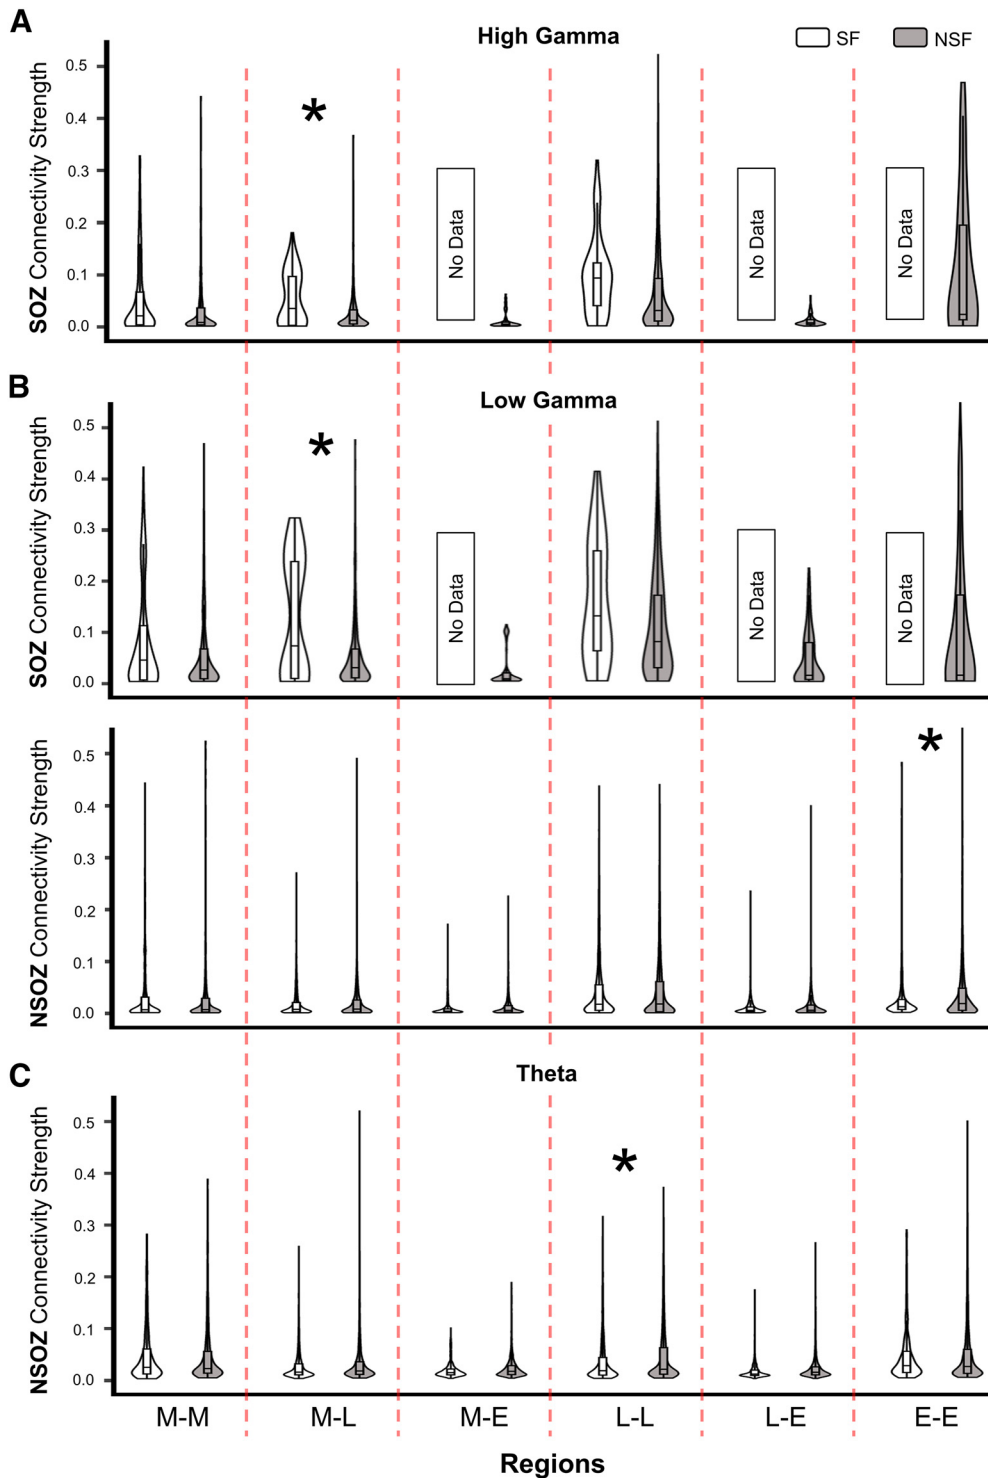 A
High Gamma
SF
NSF
SOZ Connectivity Strength
0.5
0.4
0.3
0.2
0.1
0.0
*
No Data
No Data
No Data
B
Low Gamma
SOZ Connectivity Strength
0.5
0.4
0.3
0.2
0.1
0.0
*
No Data
No Data
No Data
NSOZ Connectivity Strength
0.5
0.4
0.3
0.2
0.1
0.0
*
C
Theta
NSOZ Connectivity Strength
0.5
0.4
0.3
0.2
0.1
0.0
*
M-M M-L M-E L-L L-E E-E
Regions